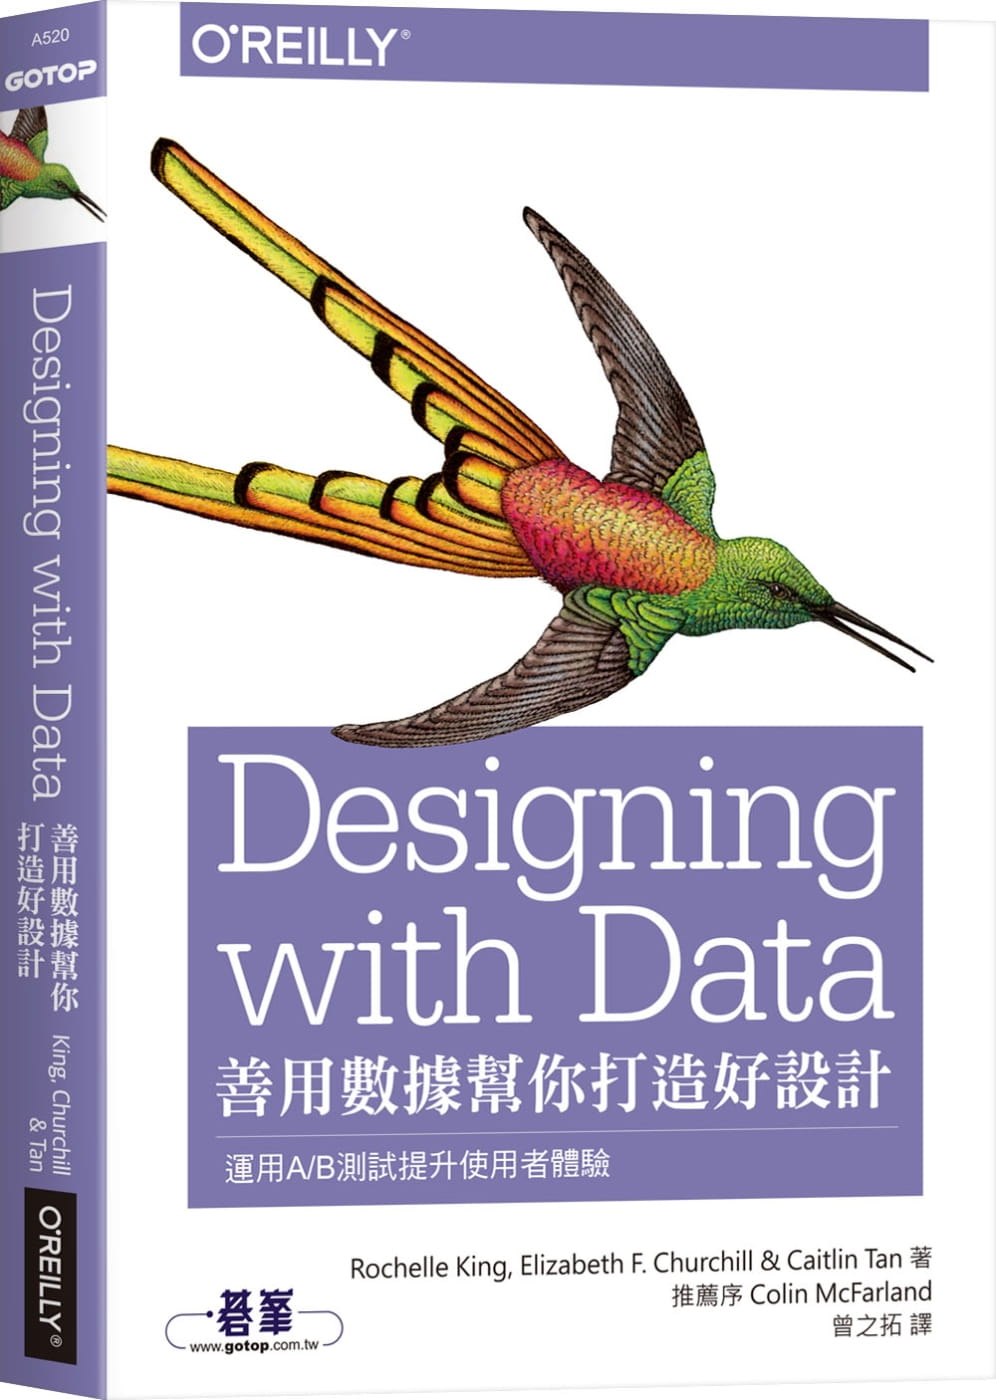 A520
GOTOP
Designing with Data
善用數據幫你
打造好設計
King, Churchill
& Tan
O'REILLY®
O'REILLY®
Designing
with Data
善用數據幫你打造好設計
運用A/B測試提升使用者體驗
Rochelle King, Elizabeth F. Churchill & Caitlin Tan 著
推薦序 Colin McFarland
曾之拓 譯
碁峯
www.gotop.com.tw